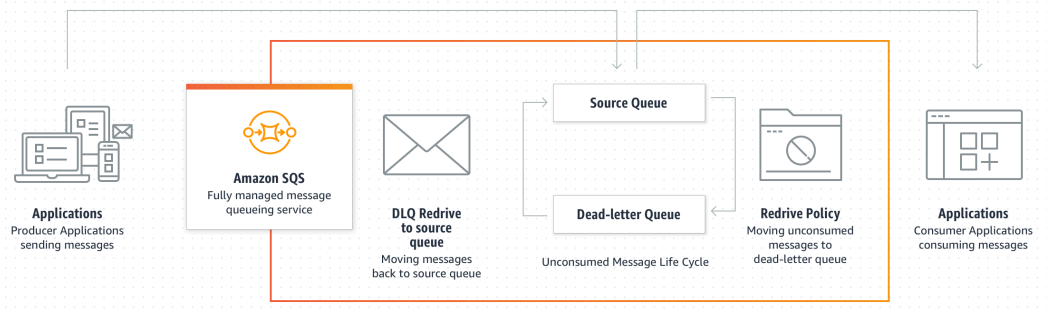 Applications
Producer Applications
sending messages
Amazon SQS
Fully managed message
queueing service
DLQ Redrive
to source
queue
Moving messages
back to source queue
Source Queue
Dead-letter Queue
Unconsumed Message Life Cycle
Redrive Policy
Moving unconsumed
messages to
dead-letter queue
Applications
Consumer Applications
consuming messages